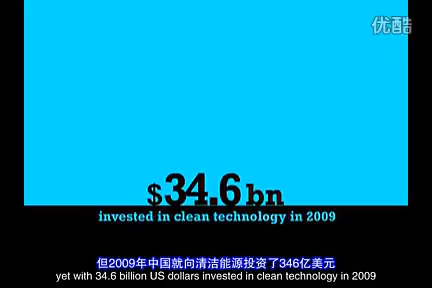 优酷
$34.6 bn
invested in clean technology in 2009
但2009年中国就向清洁能源投资了346亿美元
yet with 34.6 billion US dollars invested in clean technology in 2009